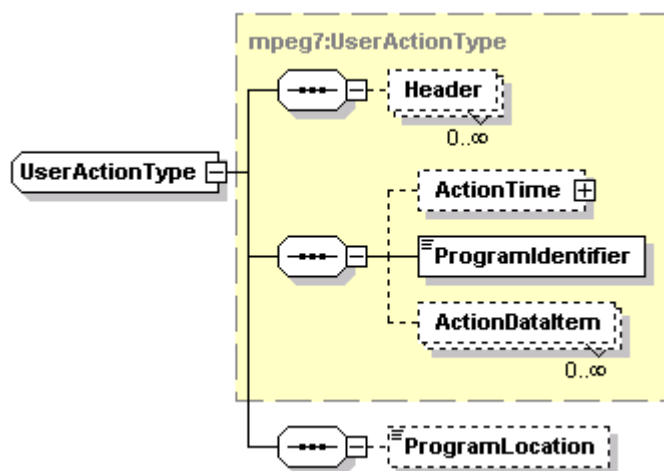 mpeg7:UserActionType
Header
0..∞
UserActionType
ActionTime
ProgramIdentifier
ActionDataItem
0..∞
ProgramLocation